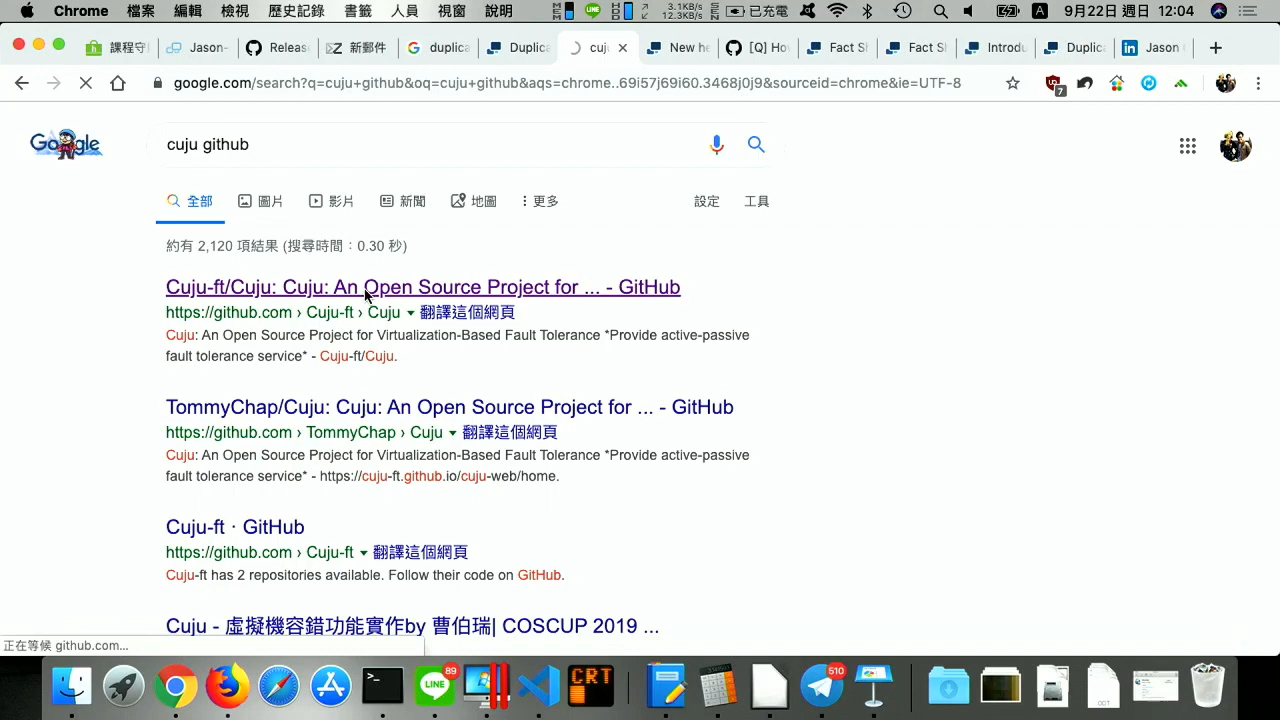 Chrome 檔案 編輯 檢視 歷史記錄 書籤 人員 視窗 說明 3.1KB/s 12.3KB/s 已充電 A 9月22日 週日 12:04
課程守 Jason- Releas 新郵件 duplica Duplica cuju New he [Q] Ho Fact Sh Fact Sh Introdu Duplica Jason
google.com/search?q=cuju+github&oq=cuju+github&aqs=chrome..69i57j69i60.3468j0j9&sourceid=chrome&ie=UTF-8 7
Google
cuju github
全部 圖片 影片 新聞 地圖 更多 設定 工具
約有 2,120 項結果 (搜尋時間：0.30 秒)
Cuju-ft/Cuju: Cuju: An Open Source Project for ... - GitHub
https://github.com › Cuju-ft › Cuju 翻譯這個網頁
Cuju: An Open Source Project for Virtualization-Based Fault Tolerance *Provide active-passive
fault tolerance service* - Cuju-ft/Cuju.
TommyChap/Cuju: Cuju: An Open Source Project for ... - GitHub
https://github.com › TommyChap › Cuju 翻譯這個網頁
Cuju: An Open Source Project for Virtualization-Based Fault Tolerance *Provide active-passive
fault tolerance service* - https://cuju-ft.github.io/cuju-web/home.
Cuju-ft · GitHub
https://github.com › Cuju-ft 翻譯這個網頁
Cuju-ft has 2 repositories available. Follow their code on GitHub.
Cuju - 虛擬機容錯功能實作by 曹伯瑞| COSCUP 2019 ...
正在等候 github.com...
LINE 89 CRT 510